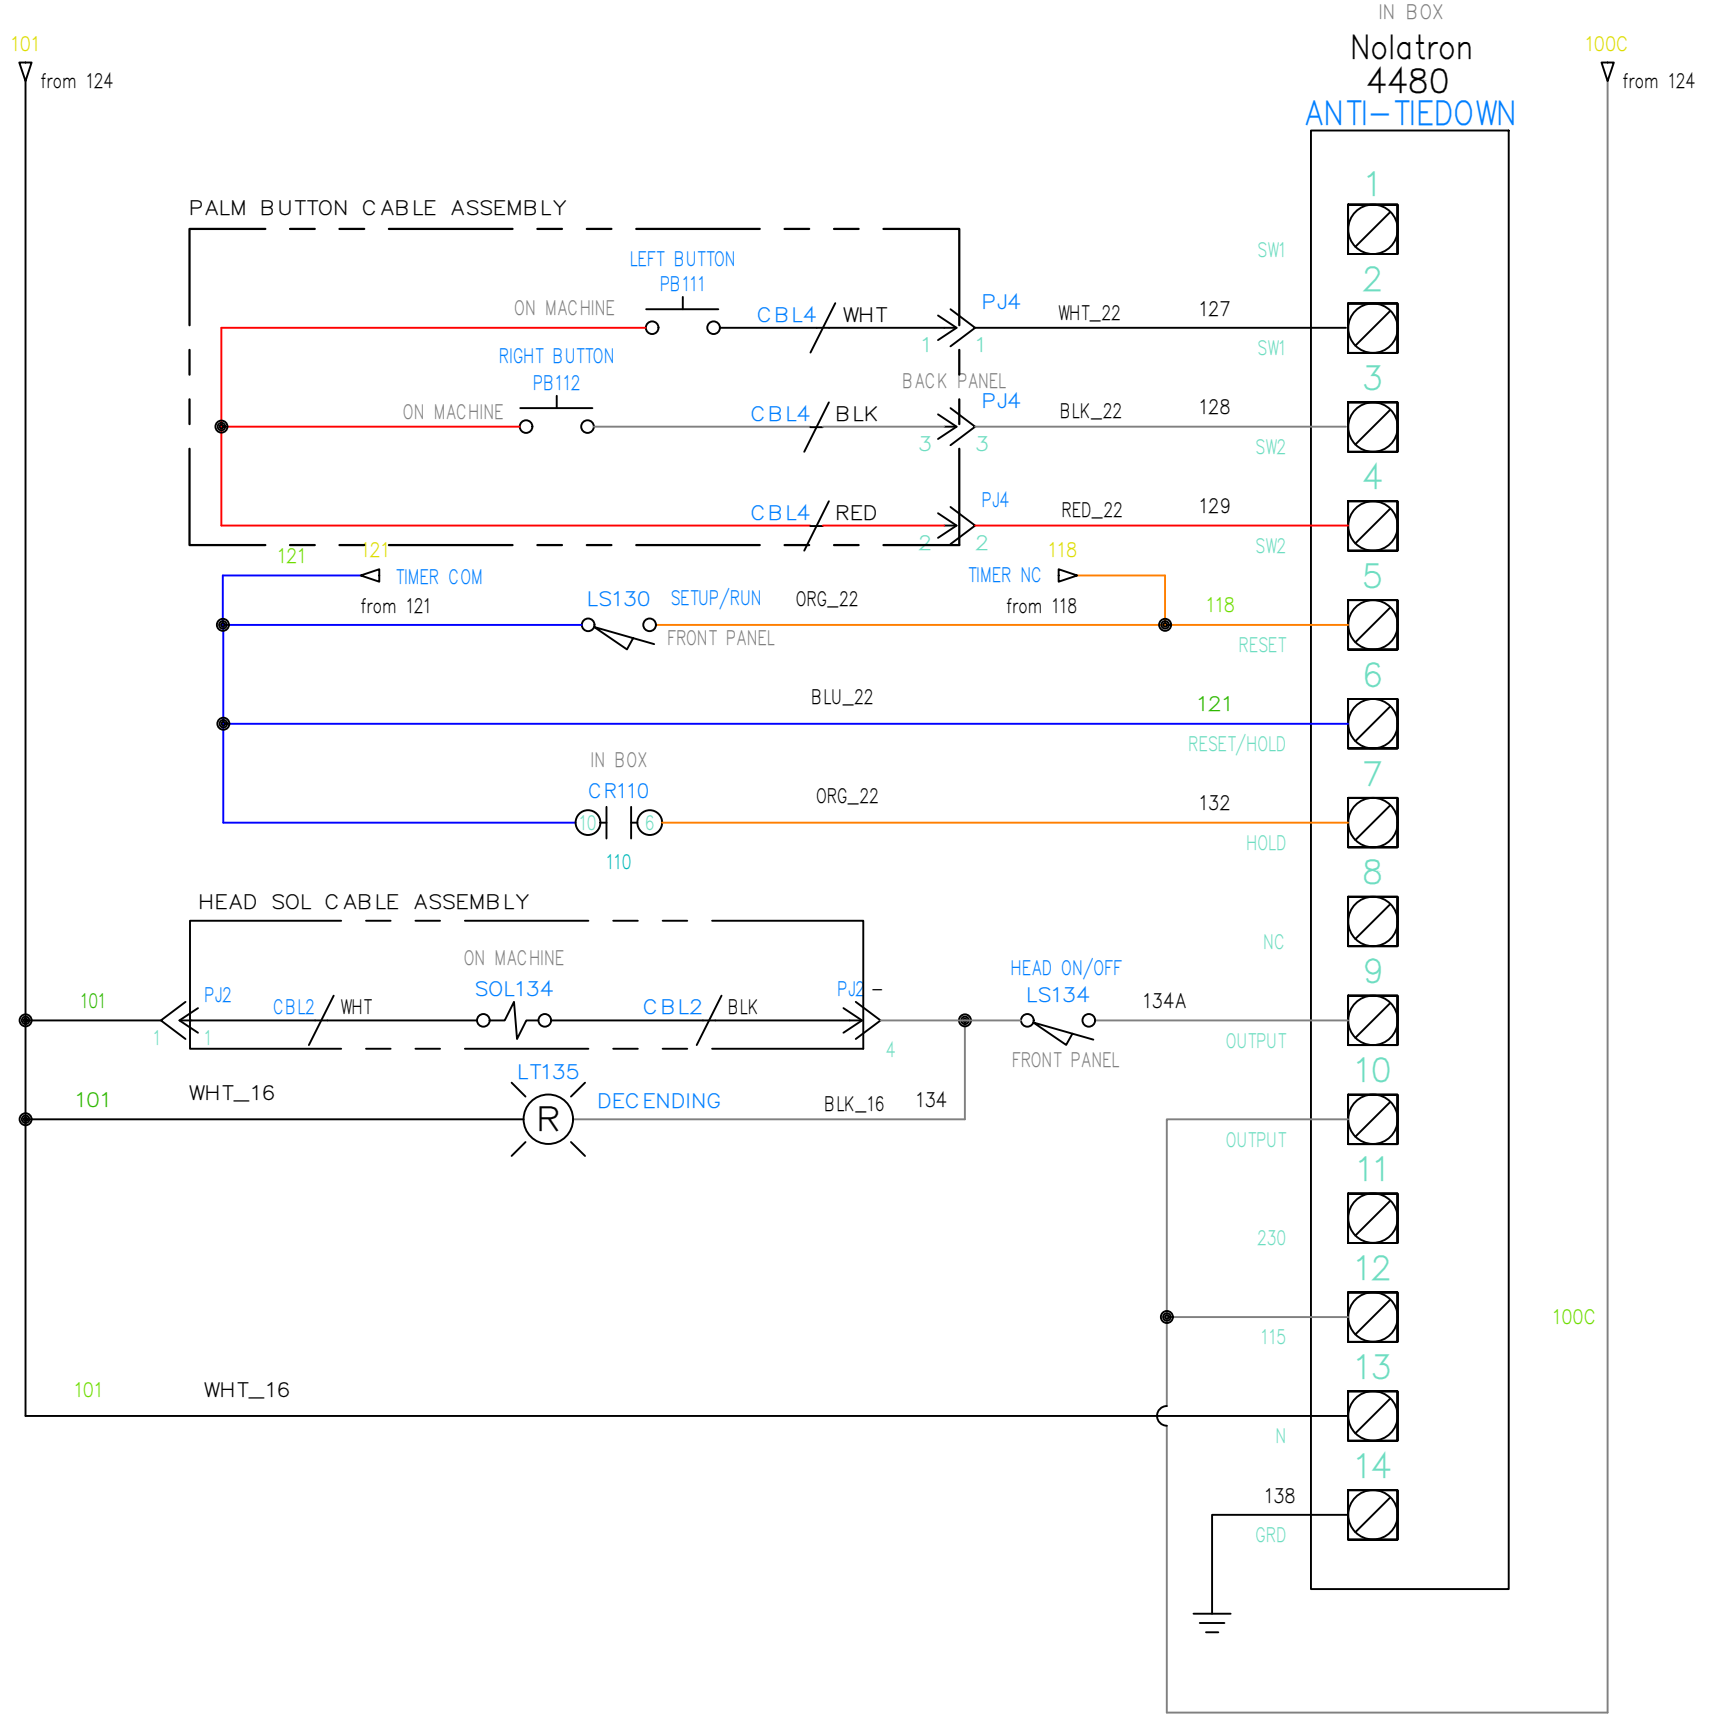 IN BOX
Nolatron
4480
ANTI-TIEDOWN
101
from 124
100C
from 124
1
PALM BUTTON CABLE ASSEMBLY
SW1
LEFT BUTTON
PB111
2
ON MACHINE
CBL4
WHT
PJ4
WHT_22
127
1
1
SW1
RIGHT BUTTON
PB112
BACK PANEL
3
ON MACHINE
CBL4
BLK
PJ4
BLK_22
128
3
3
SW2
4
CBL4
RED
PJ4
RED_22
129
2
2
SW2
121
121
118
TIMER COM
TIMER NC
5
from 121
LS130
SETUP/RUN
ORG_22
from 118
118
FRONT PANEL
RESET
6
BLU_22
121
RESET/HOLD
IN BOX
7
CR110
ORG_22
132
10
6
HOLD
110
8
HEAD SOL CABLE ASSEMBLY
NC
ON MACHINE
HEAD ON/OFF
9
101
PJ2
CBL2
WHT
SOL134
CBL2
BLK
PJ2 -
LS134
134A
1
1
4
FRONT PANEL
OUTPUT
LT135
10
101
WHT_16
R
DECENDING
BLK_16
134
OUTPUT
11
230
12
115
100C
13
101
WHT_16
N
14
138
GRD